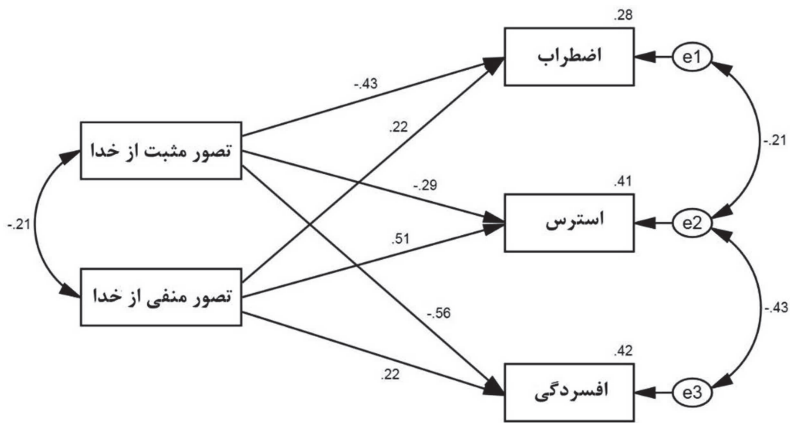 .28
اضطراب
e1
-.43
.22
تصور مثبت از خدا
-.21
-.21
-.29
.41
استرس
e2
.51
تصور منفی از خدا
-.56
-.43
.42
.22
افسردگی
e3